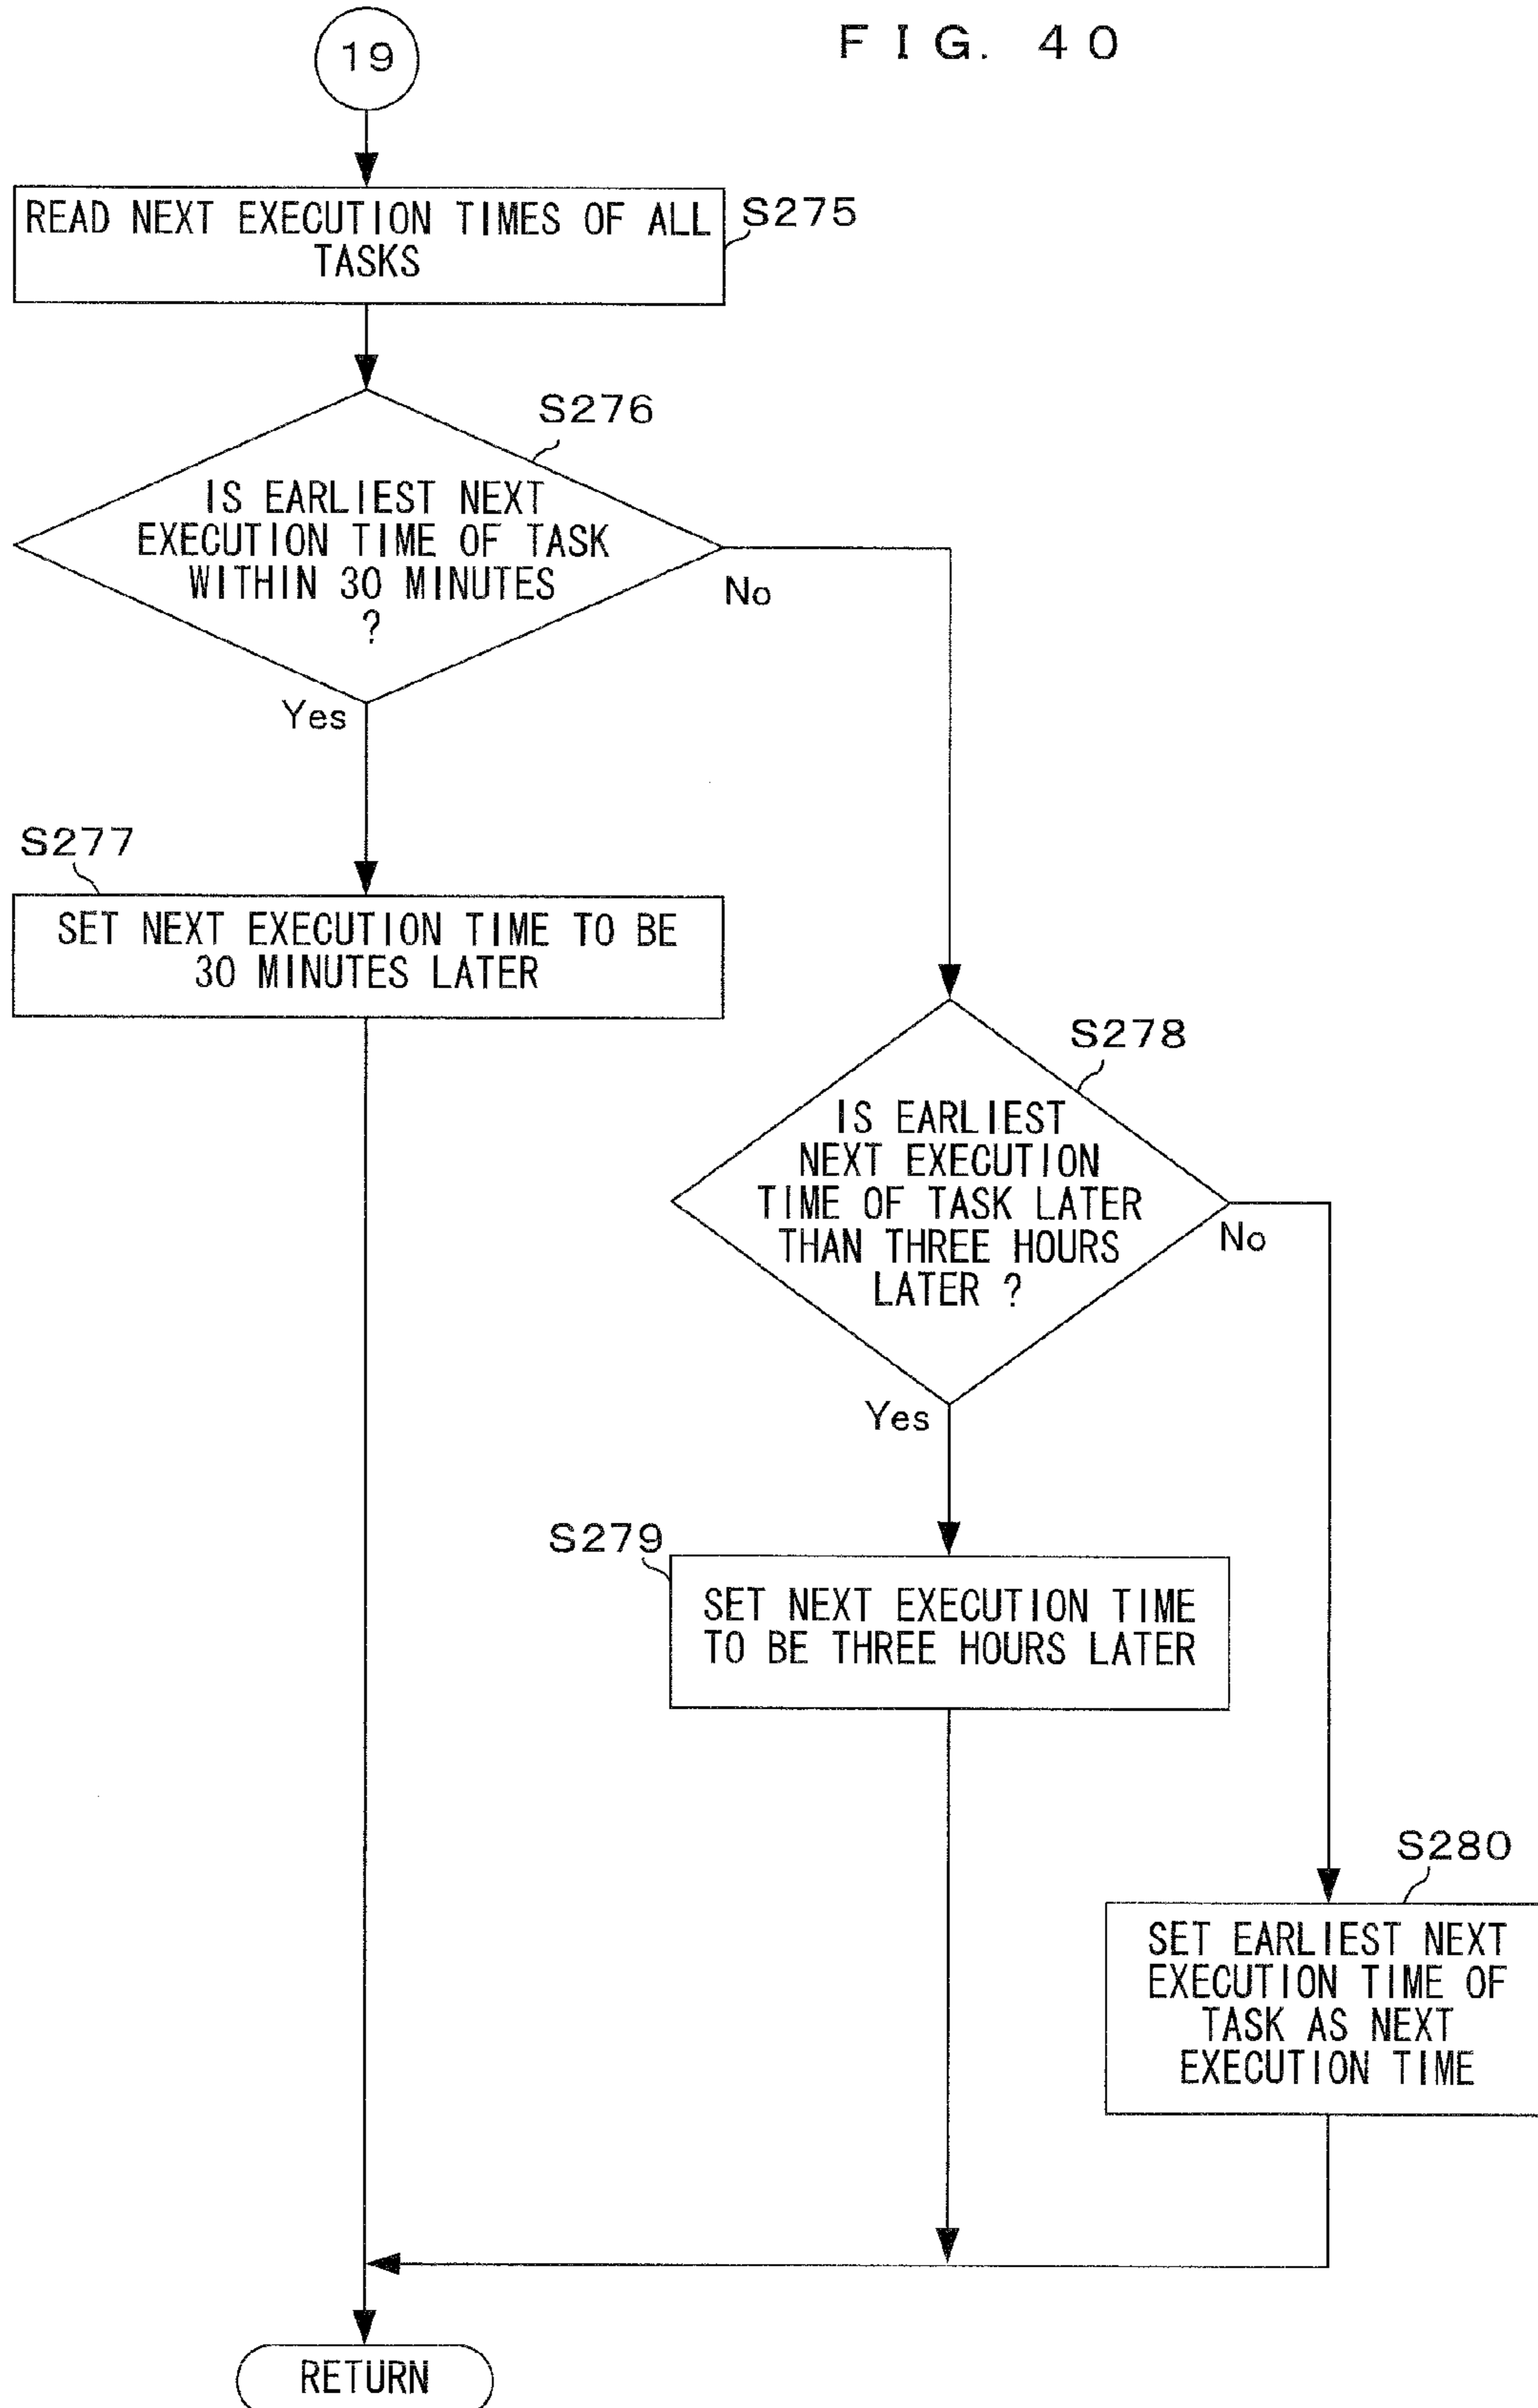 FIG. 40
19
READ NEXT EXECUTION TIMES OF ALL
TASKS
S275
S276
IS EARLIEST NEXT
EXECUTION TIME OF TASK
WITHIN 30 MINUTES
?
No
Yes
S277
SET NEXT EXECUTION TIME TO BE
30 MINUTES LATER
S278
IS EARLIEST
NEXT EXECUTION
TIME OF TASK LATER
THAN THREE HOURS
LATER ?
No
Yes
S279
SET NEXT EXECUTION TIME
TO BE THREE HOURS LATER
S280
SET EARLIEST NEXT
EXECUTION TIME OF
TASK AS NEXT
EXECUTION TIME
RETURN